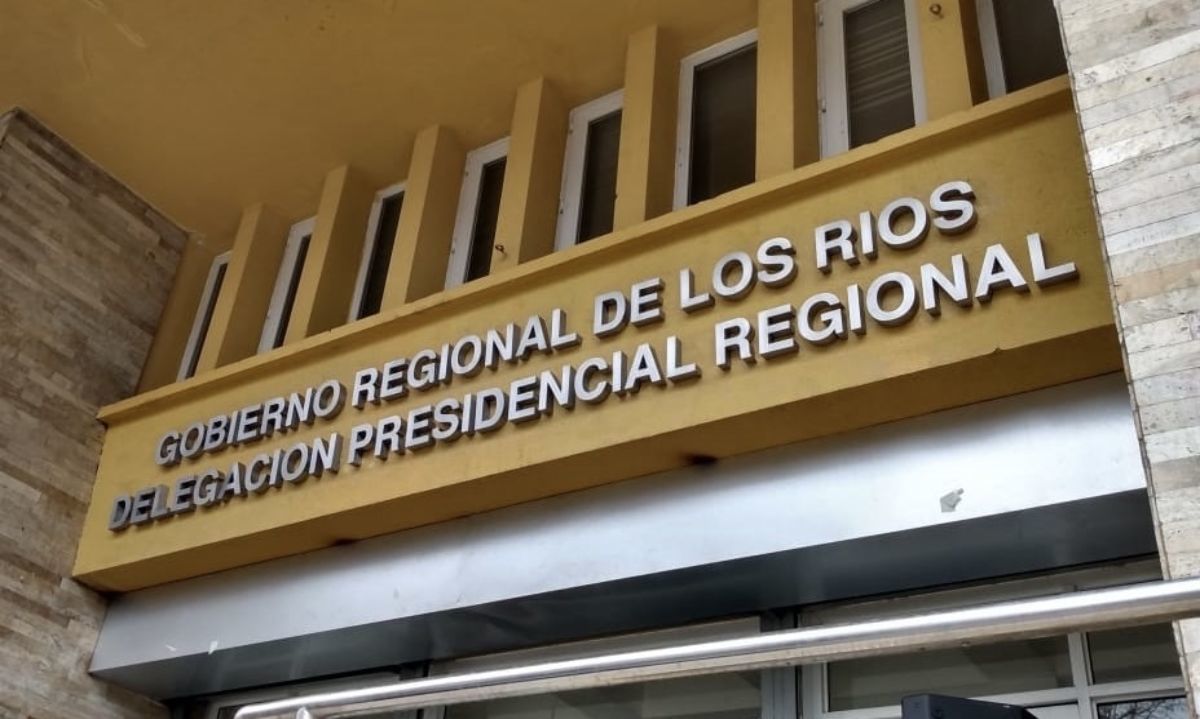 GOBIERNO REGIONAL DE LOS RIOS
DELEGACION PRESIDENCIAL REGIONAL